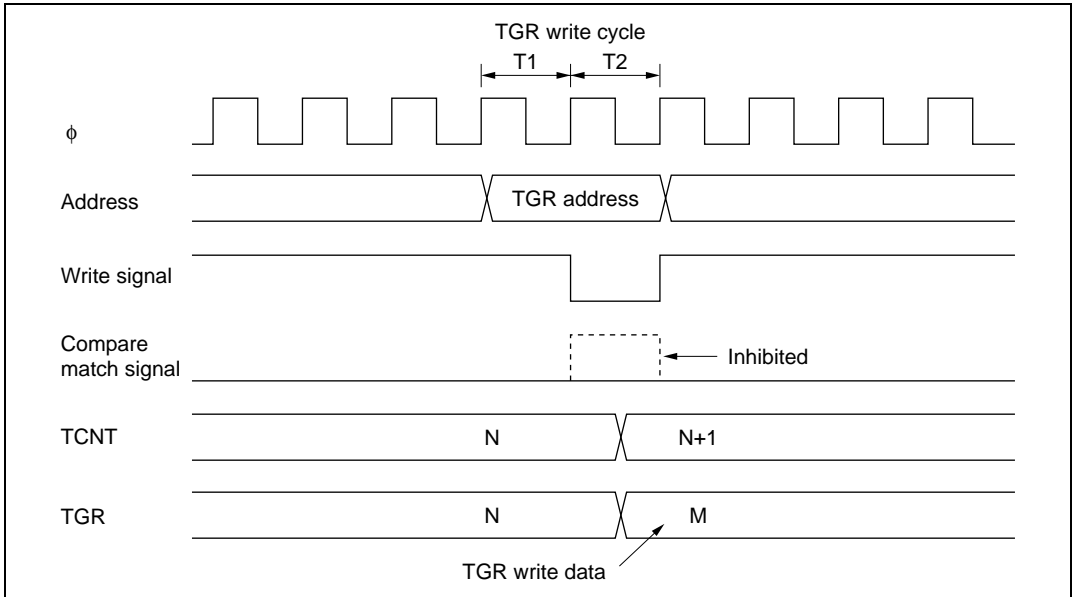 TGR write cycle
T1 T2
ϕ
Address
TGR address
Write signal
Compare
match signal
Inhibited
TCNT
N
N+1
TGR
N
M
TGR write data